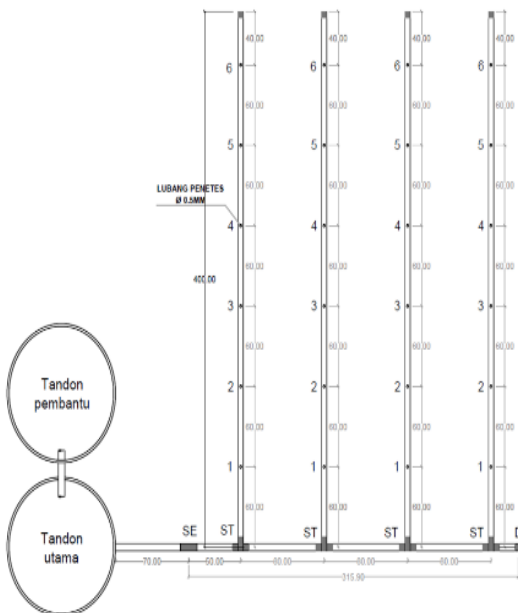 40,00 40,00 40,00 40,00
6 6 6 6
60,00 60,00 60,00 60,00
5 5 5 5
60,00 60,00 60,00 60,00
LUBANG PENETES
Ø 0.5MM
4 4 4 4
60,00 60,00 60,00 60,00
400,00
3 3 3 3
60,00 60,00 60,00 60,00
Tandon
pembantu
2 2 2 2
60,00 60,00 60,00 60,00
1 1 1 1
60,00 60,00 60,00 60,00
Tandon
utama
SE ST ST ST ST D
70,00 50,00 80,00 80,00 80,00
315.90